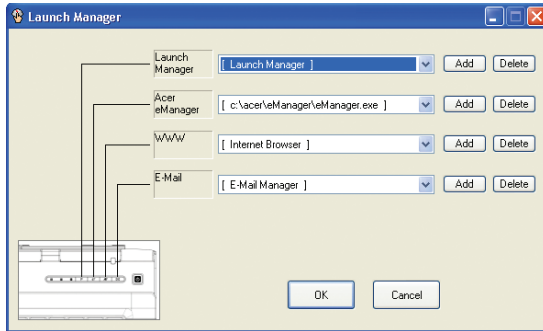 Launch Manager
Launch
Manager
[ Launch Manager ]
Add
Delete
Acer
eManager
[ c:\acer\eManager\eManager.exe ]
Add
Delete
WWW
[ Internet Browser ]
Add
Delete
E-Mail
[ E-Mail Manager ]
Add
Delete
OK
Cancel